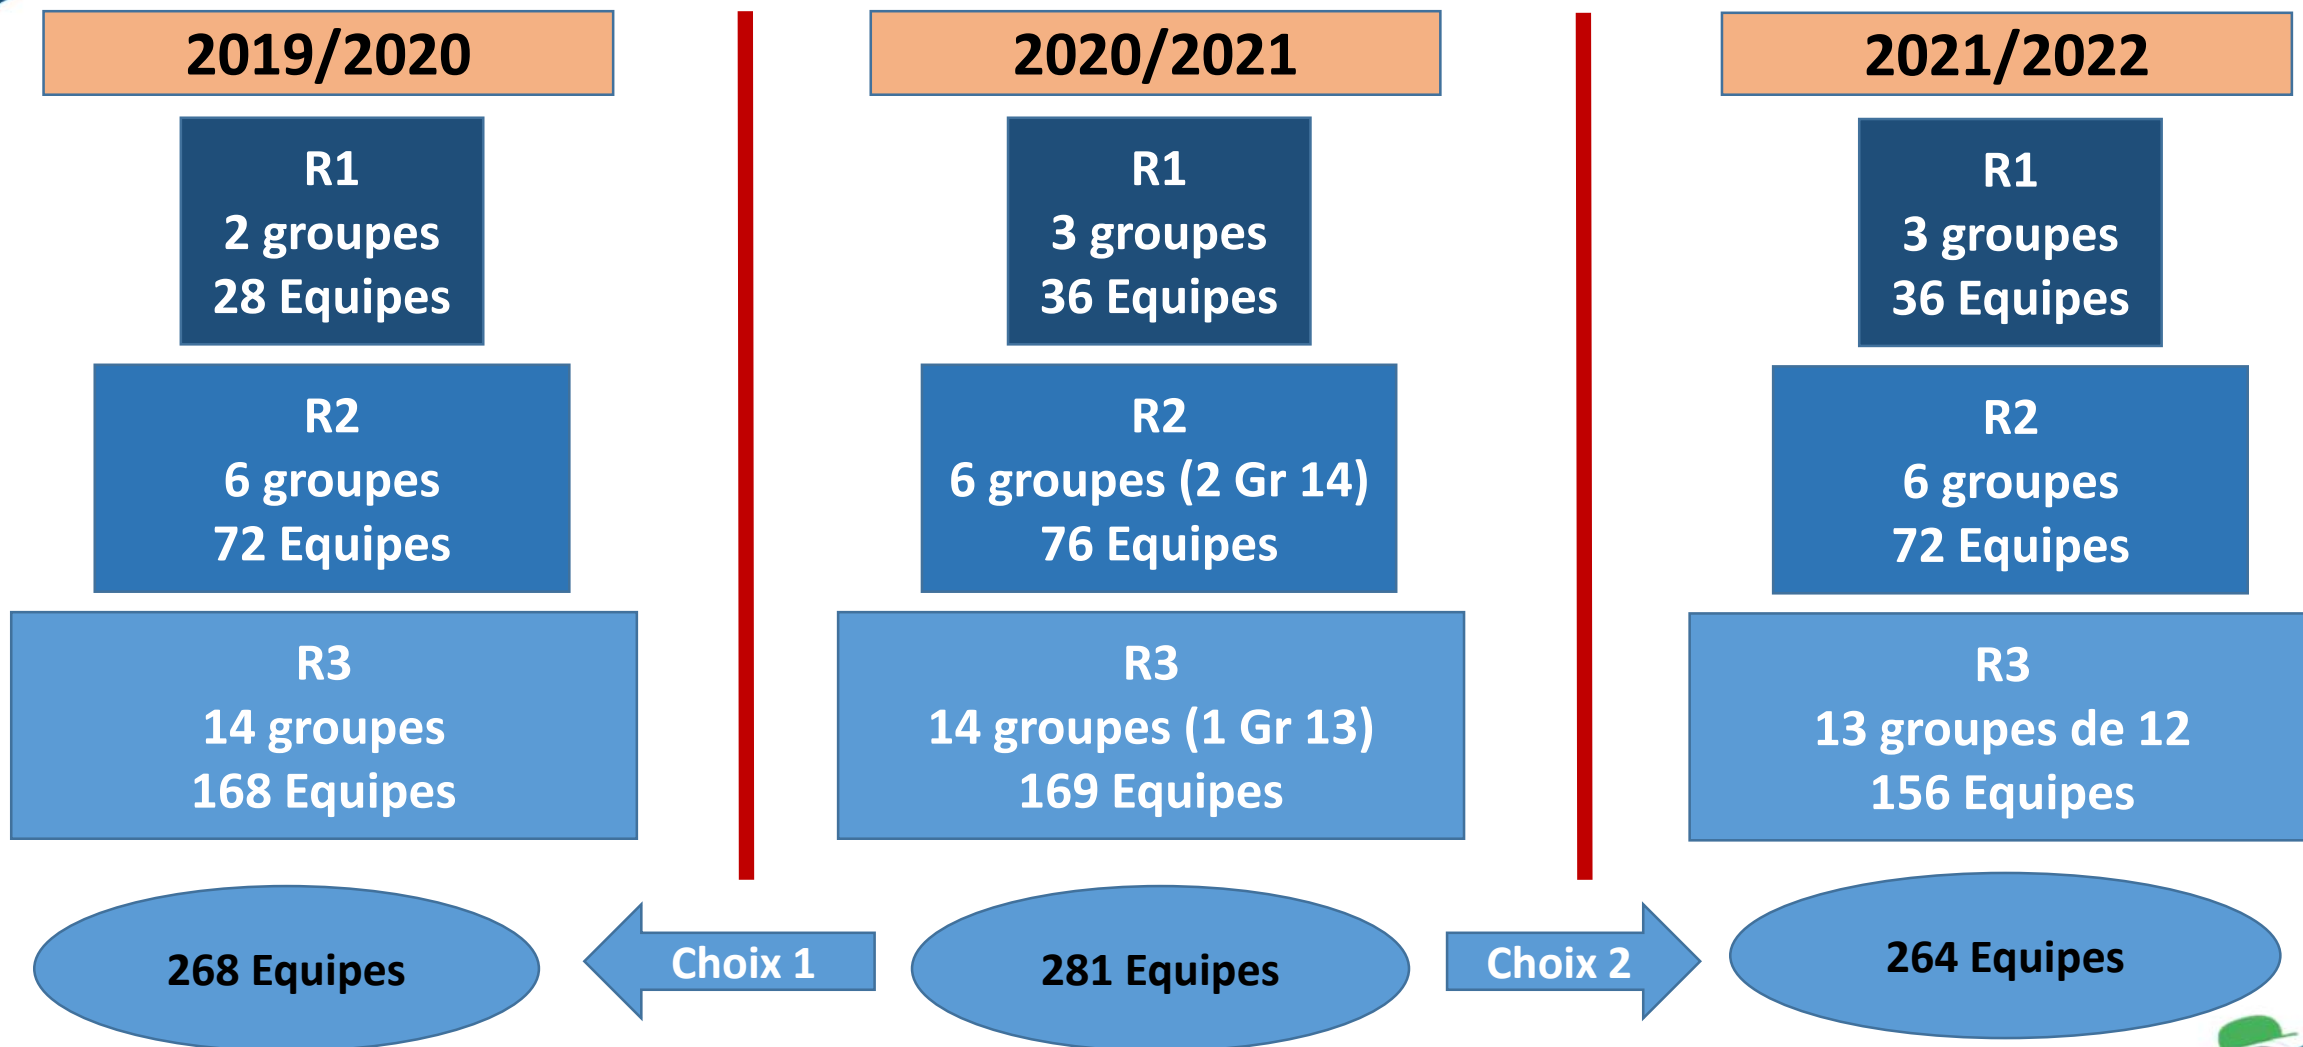 2019/2020
R1
2 groupes
28 Equipes
R2
6 groupes
72 Equipes
R3
14 groupes
168 Equipes
268 Equipes
Choix 1
2020/2021
R1
3 groupes
36 Equipes
R2
6 groupes (2 Gr 14)
76 Equipes
R3
14 groupes (1 Gr 13)
169 Equipes
281 Equipes
Choix 2
2021/2022
R1
3 groupes
36 Equipes
R2
6 groupes
72 Equipes
R3
13 groupes de 12
156 Equipes
264 Equipes